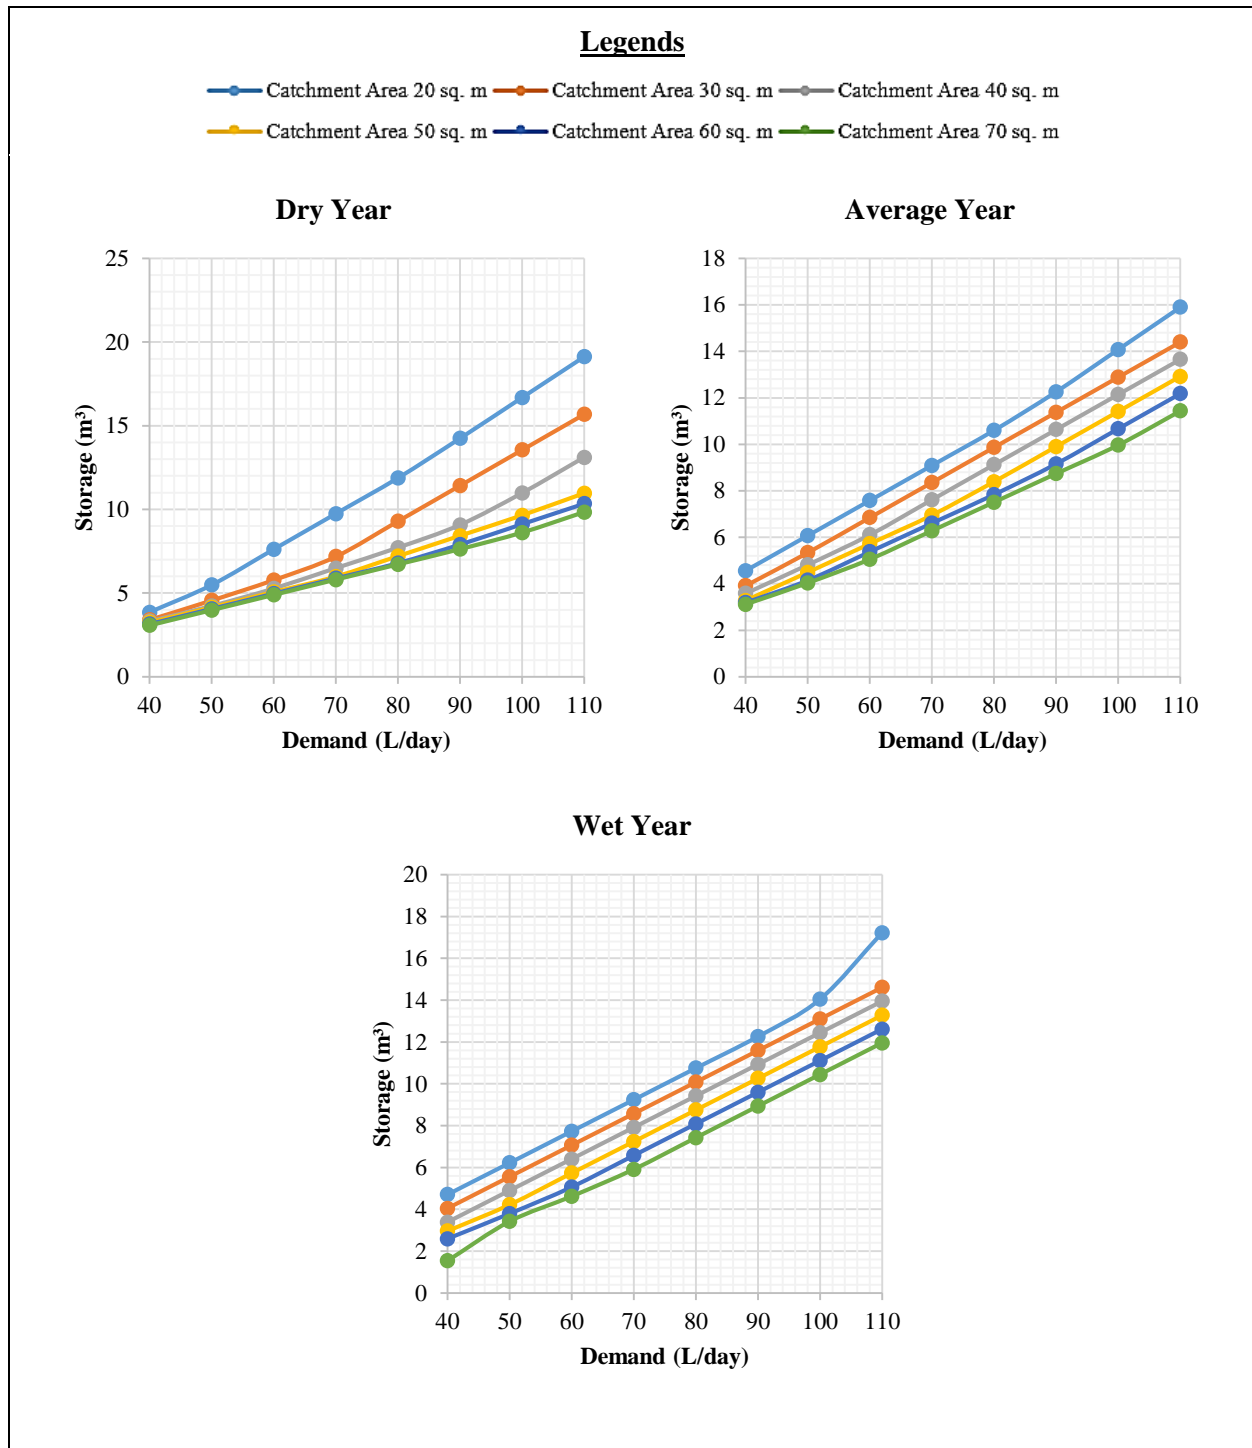 Legends
Catchment Area 20 sq. m Catchment Area 30 sq. m Catchment Area 40 sq. m
Catchment Area 50 sq. m Catchment Area 60 sq. m Catchment Area 70 sq. m
Dry Year
25
20
15
10
5
0
Storage (m³)
40 50 60 70 80 90 100 110
Demand (L/day)
Average Year
18
16
14
12
10
8
6
4
2
0
Storage (m³)
40 50 60 70 80 90 100 110
Demand (L/day)
Wet Year
20
18
16
14
12
10
8
6
4
2
0
Storage (m³)
40 50 60 70 80 90 100 110
Demand (L/day)